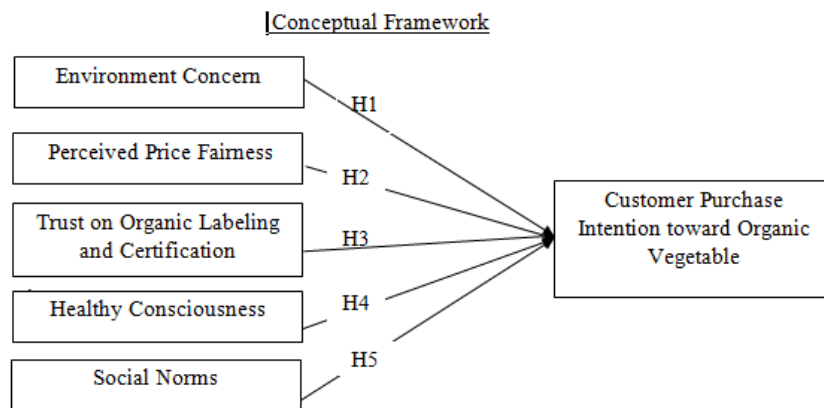 Conceptual Framework
Environment Concern
H1
Perceived Price Fairness
H2
Trust on Organic Labeling
and Certification
H3
Healthy Consciousness
H4
Social Norms
H5
Customer Purchase
Intention toward Organic
Vegetable